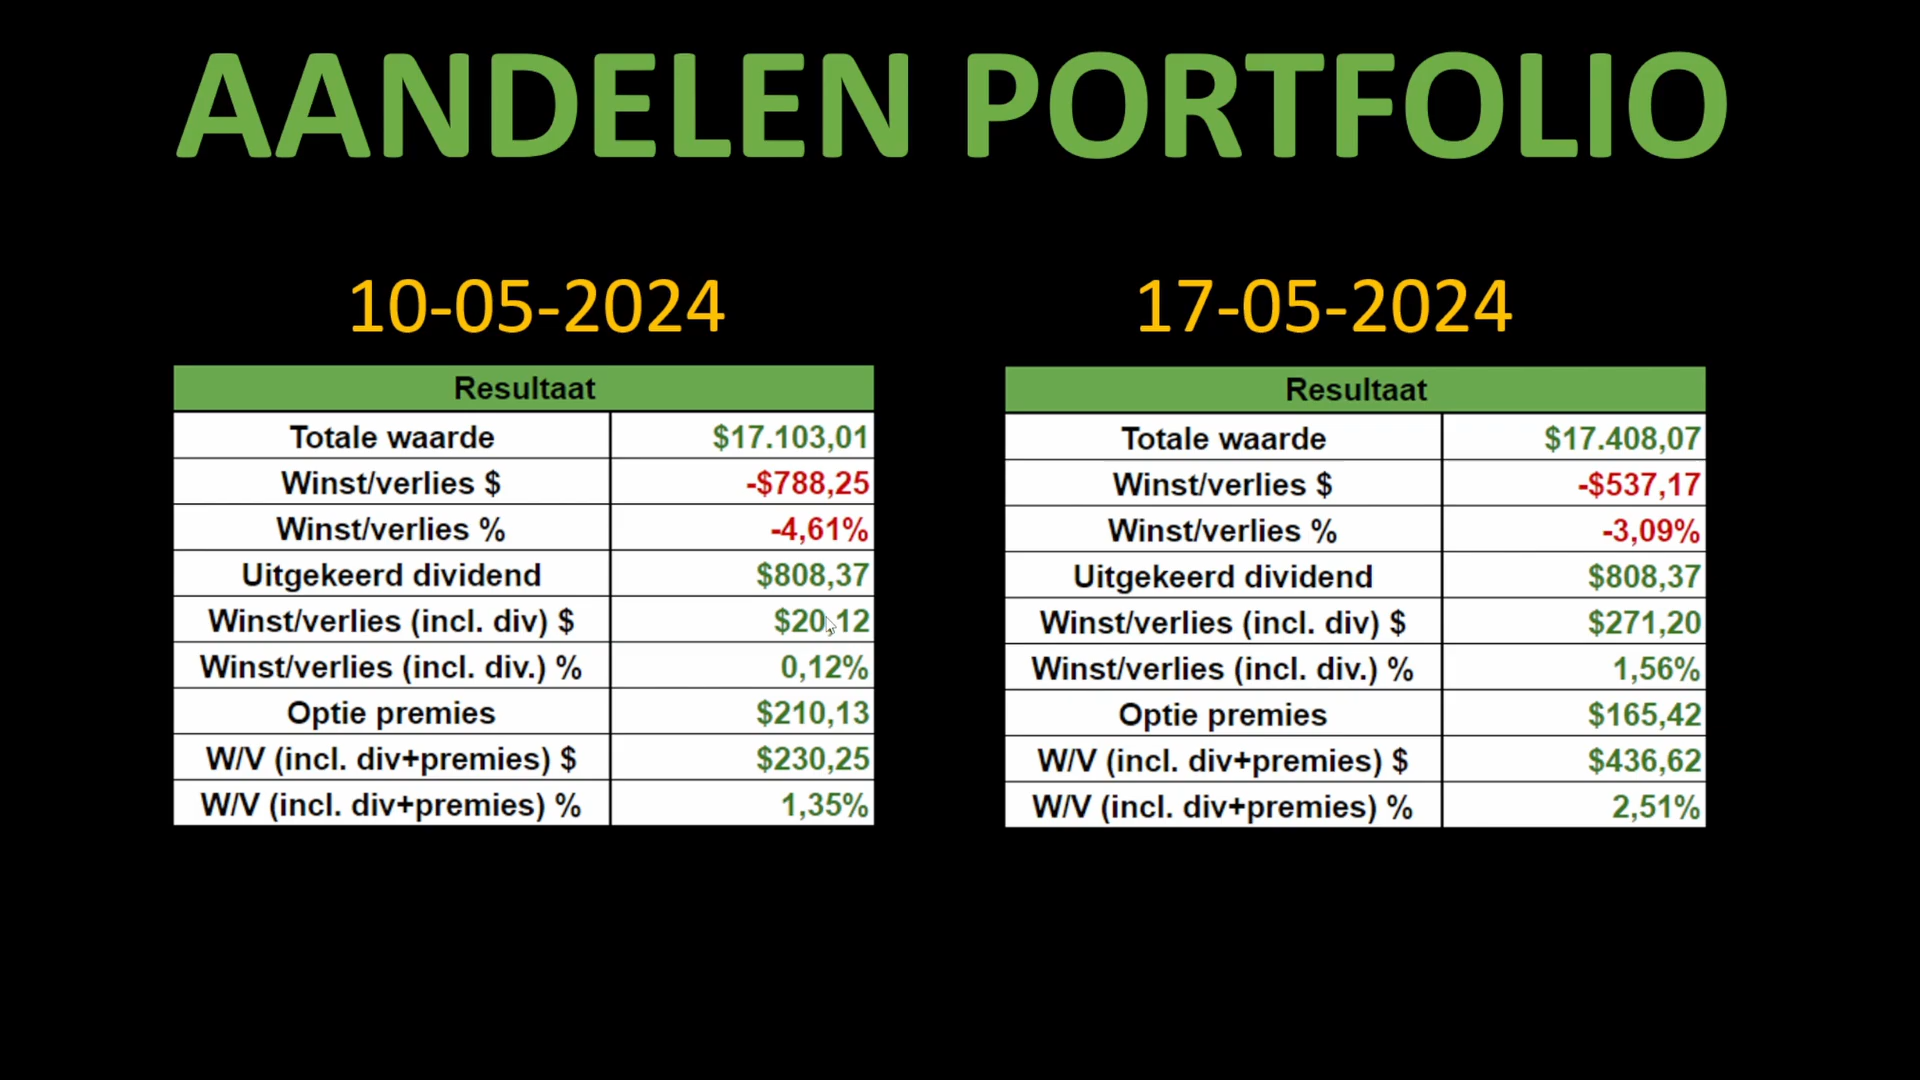 AANDELEN PORTFOLIO
10-05-2024
Resultaat
Totale waarde $17.103,01
Winst/verlies $ -$788,25
Winst/verlies % -4,61%
Uitgekeerd dividend $808,37
Winst/verlies (incl. div) $ $20,12
Winst/verlies (incl. div.) % 0,12%
Optie premies $210,13
W/V (incl. div+premies) $ $230,25
W/V (incl. div+premies) % 1,35%
17-05-2024
Resultaat
Totale waarde $17.408,07
Winst/verlies $ -$537,17
Winst/verlies % -3,09%
Uitgekeerd dividend $808,37
Winst/verlies (incl. div) $ $271,20
Winst/verlies (incl. div.) % 1,56%
Optie premies $165,42
W/V (incl. div+premies) $ $436,62
W/V (incl. div+premies) % 2,51%